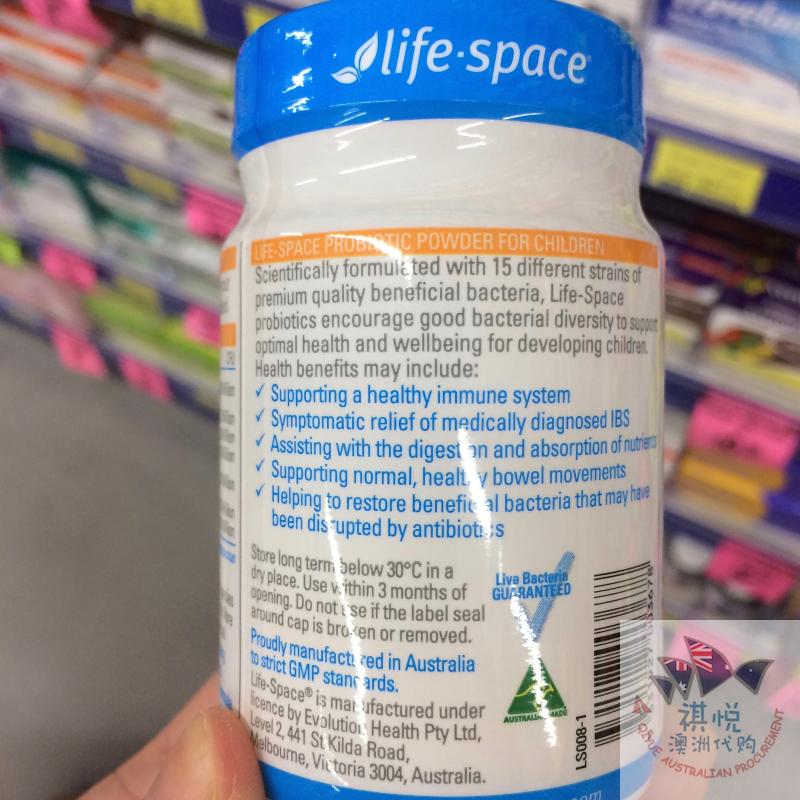 life·space
LIFE-SPACE PROBIOTIC POWDER FOR CHILDREN
Scientifically formulated with 15 different strains of
premium quality beneficial bacteria, Life-Space
probiotics encourage good bacterial diversity to support
optimal health and wellbeing for developing children.
Health benefits may include:
✓ Supporting a healthy immune system
✓ Symptomatic relief of medically diagnosed IBS
✓ Assisting with the digestion and absorption of nutrients
✓ Supporting normal, healthy bowel movements
✓ Helping to restore beneficial bacteria that may have
been disrupted by antibiotics
Store long term below 30°C in a
dry place. Use within 3 months of
opening. Do not use if the label seal
around cap is broken or removed.
Live Bacteria
GUARANTEED
Proudly manufactured in Australia
to strict GMP standards.
Life-Space® is manufactured under
licence by Evolution Health Pty Ltd,
Level 2, 441 St Kilda Road,
Melbourne, Victoria 3004, Australia.
AUSTRALIAN MADE
LS008-1
祺悦
澳洲代购
QIYUE AUSTRALIAN PROCUREMENT